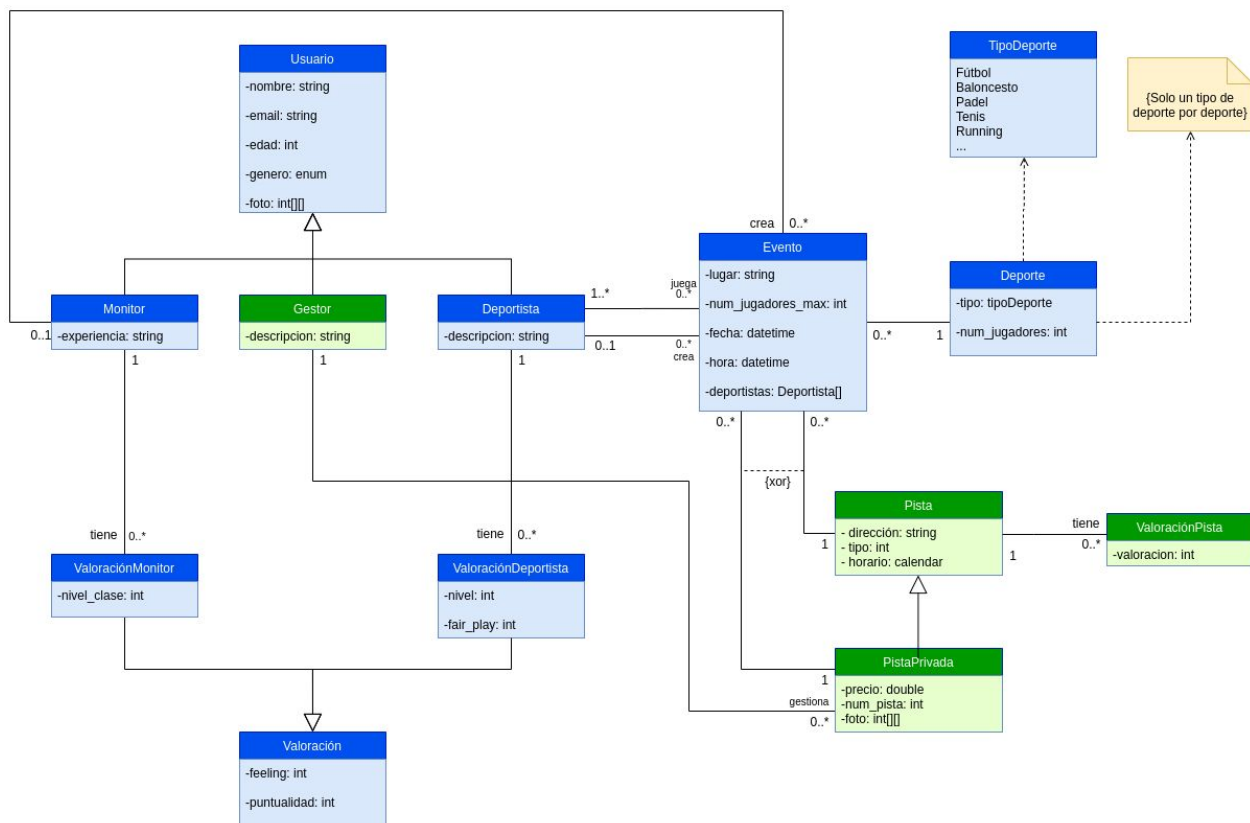 Usuario
-nombre: string
-email: string
-edad: int
-genero: enum
-foto: int[][]
TipoDeporte
Fútbol
Baloncesto
Padel
Tenis
Running
...
{Solo un tipo de
deporte por deporte}
crea
0..*
Monitor
-experiencia: string
0..1
1
Gestor
-descripcion: string
1
Deportista
-descripcion: string
1
1..*
juega
0..*
0..1
0..*
crea
Evento
-lugar: string
-num_jugadores_max: int
-fecha: datetime
-hora: datetime
-deportistas: Deportista[]
0..*
1
Deporte
-tipo: tipoDeporte
-num_jugadores: int
0..*
0..*
{xor}
Pista
- dirección: string
- tipo: int
- horario: calendar
1
1
tiene
0..*
ValoraciónPista
-valoracion: int
tiene
0..*
tiene
0..*
ValoraciónMonitor
-nivel_clase: int
ValoraciónDeportista
-nivel: int
-fair_play: int
PistaPrivada
-precio: double
-num_pista: int
-foto: int[][]
1
gestiona
0..*
Valoración
-feeling: int
-puntualidad: int